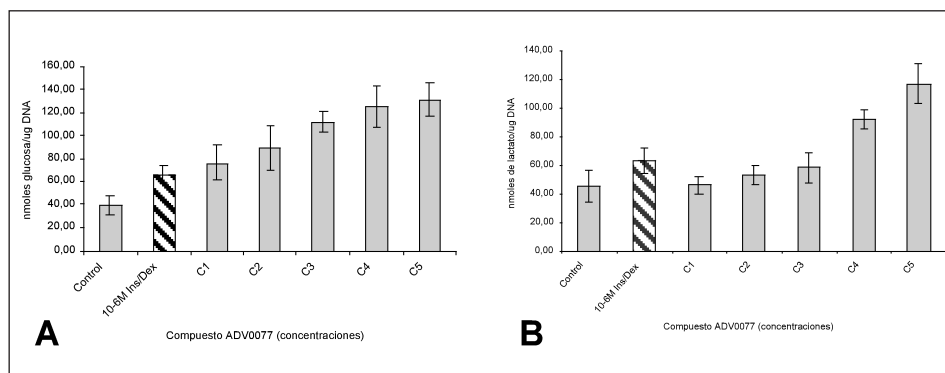 160,00
140,00
120,00
100,00
80,00
60,00
40,00
20,00
0,00
nmoles glucosa/ug DNA
Control
10-6M Ins/Dex
C1
C2
C3
C4
C5
Compuesto ADV0077 (concentraciones)
A
140,00
120,00
100,00
80,00
60,00
40,00
20,00
0,00
nmoles de lactato/ug DNA
Control
10-6M Ins/Dex
C1
C2
C3
C4
C5
Compuesto ADV0077 (concentraciones)
B